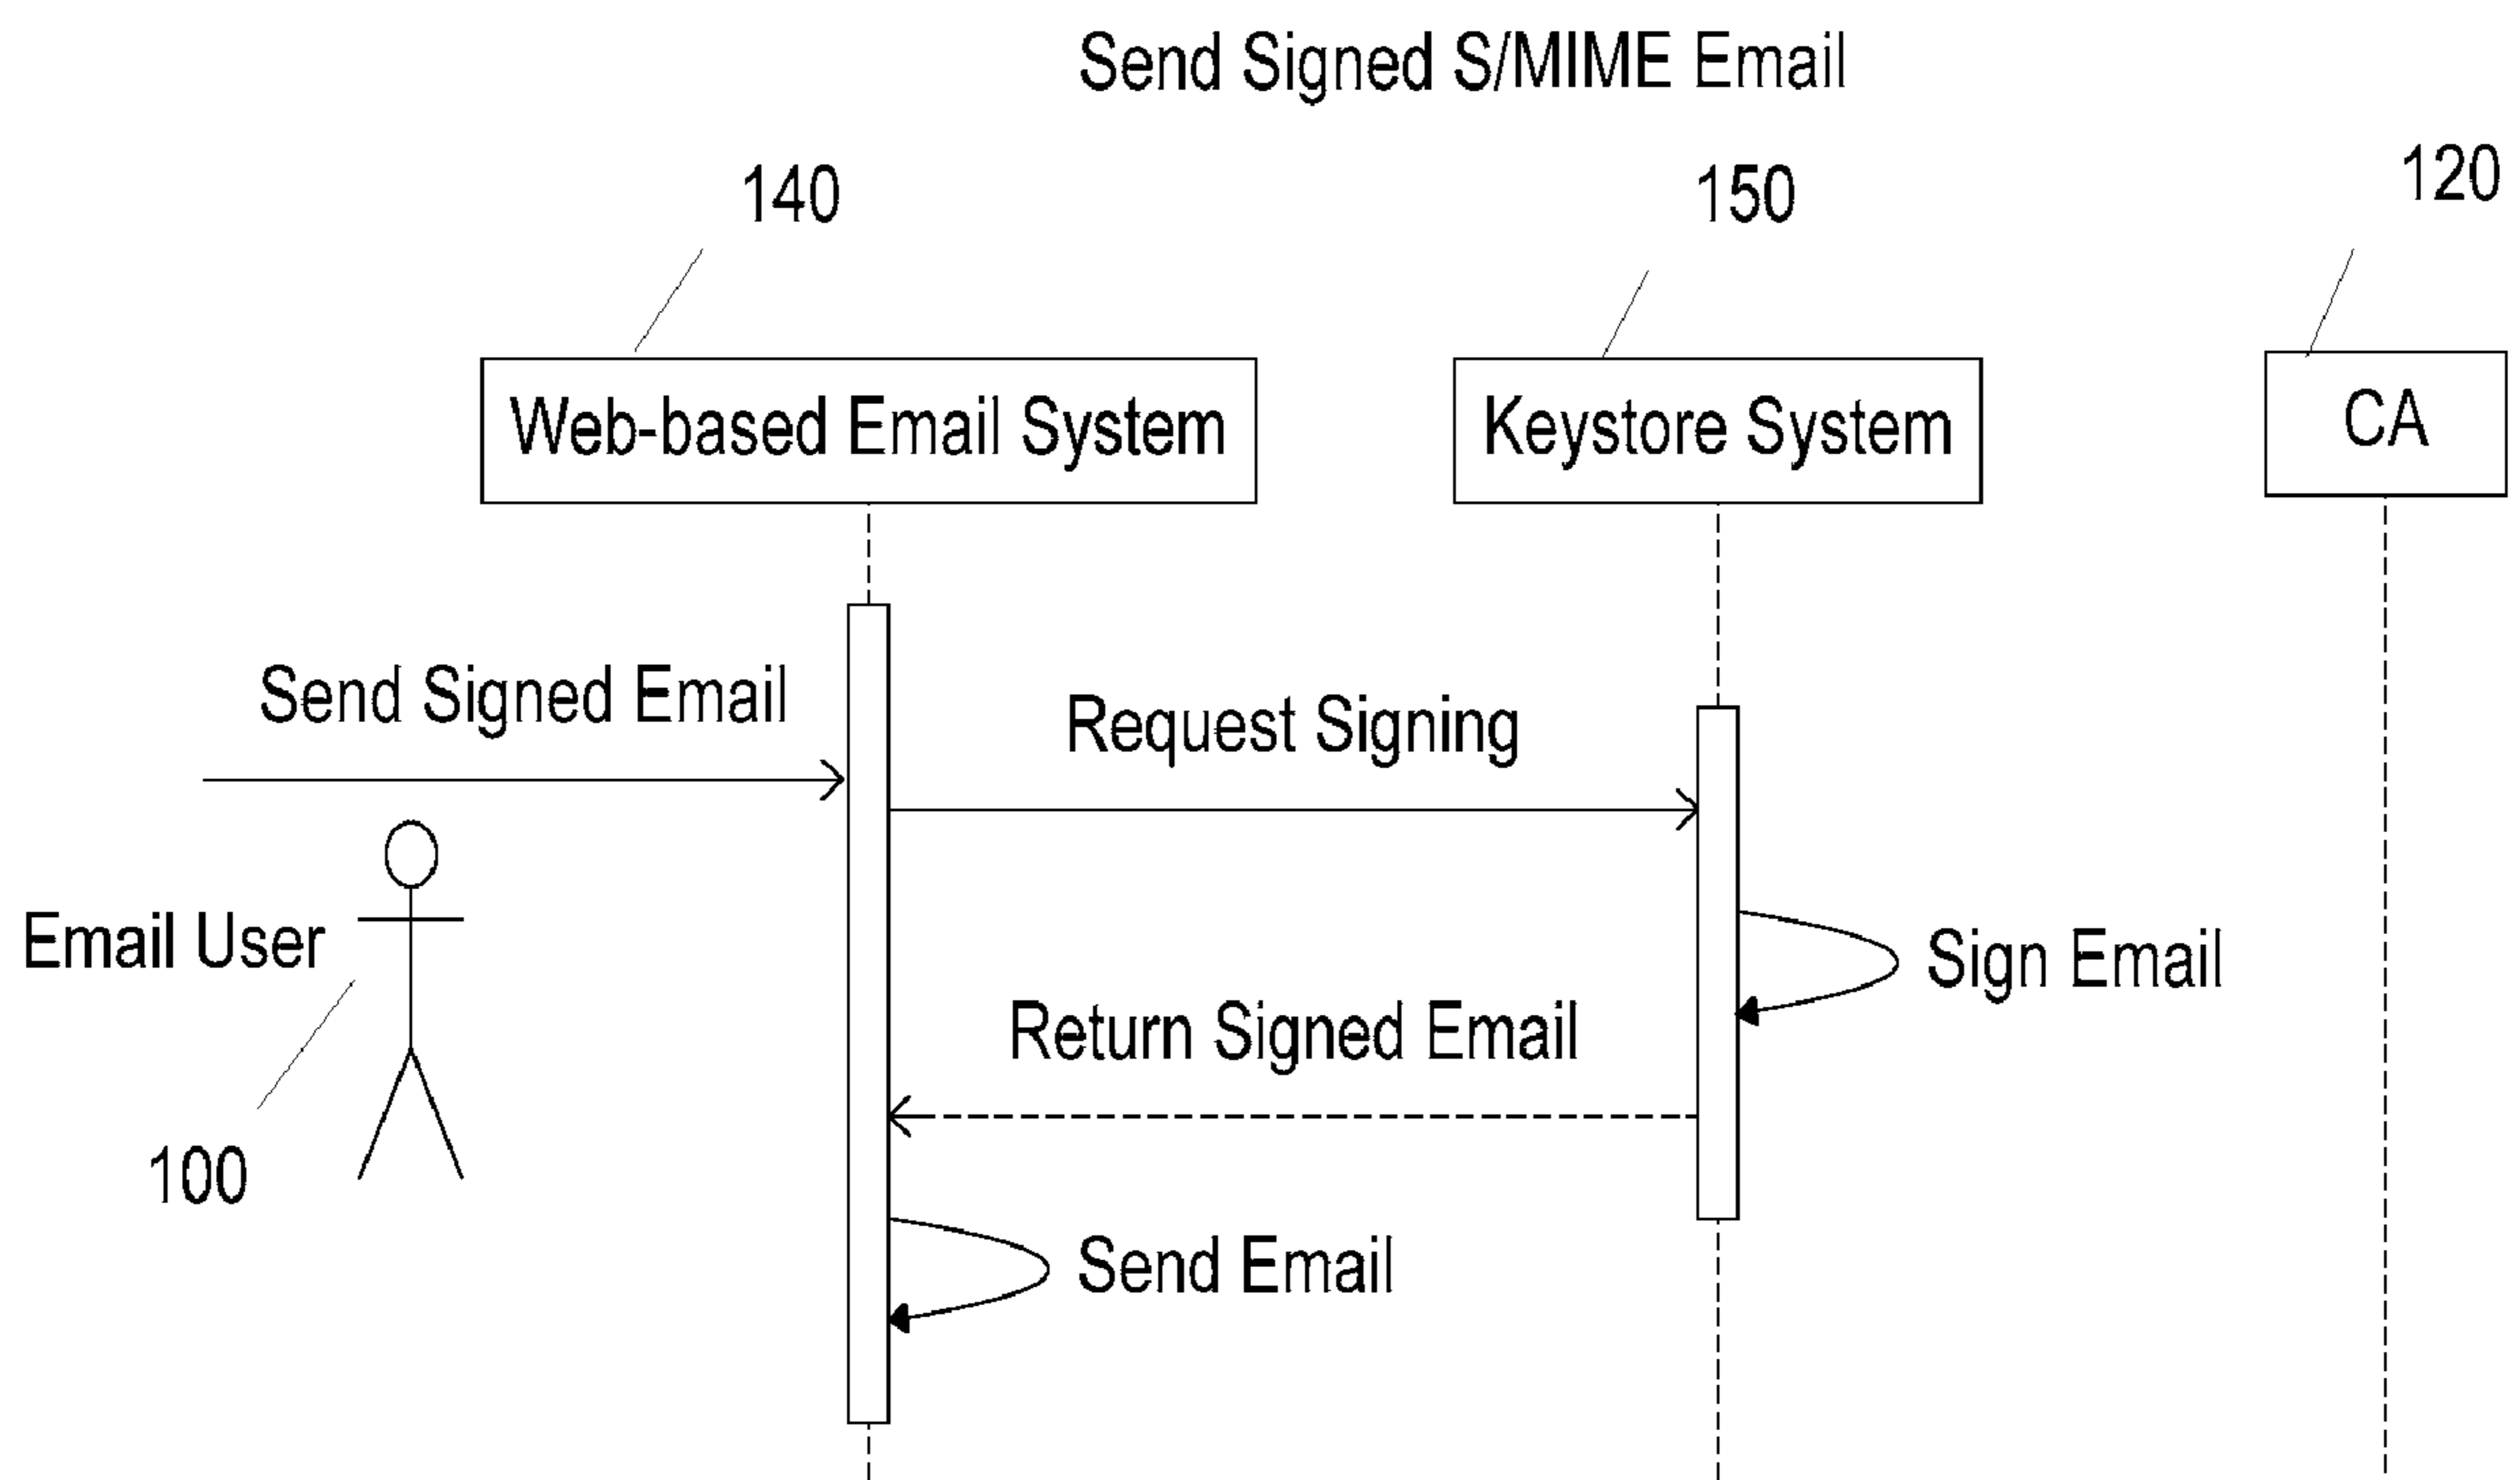 Send Signed S/MIME Email
140
150
120
Web-based Email System
Keystore System
CA
Send Signed Email
Request Signing
Email User
Sign Email
Return Signed Email
100
Send Email